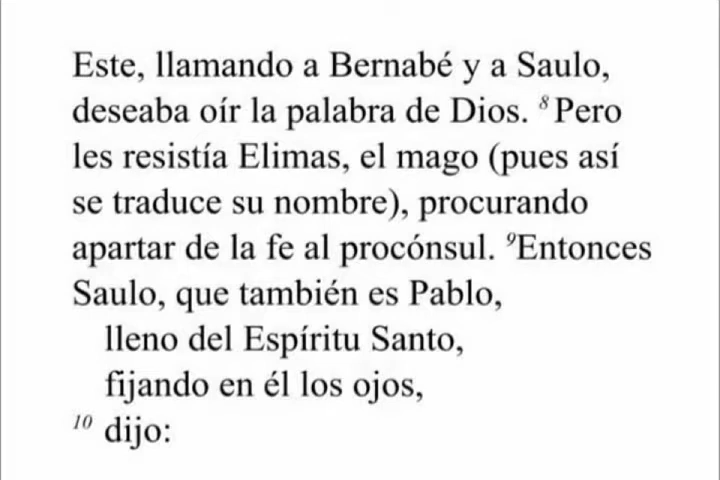 Este, llamando a Bernabé y a Saulo,
deseaba oír la palabra de Dios. 8 Pero
les resistía Elimas, el mago (pues así
se traduce su nombre), procurando
apartar de la fe al procónsul. 9Entonces
Saulo, que también es Pablo,
lleno del Espíritu Santo,
fijando en él los ojos,
10 dijo: